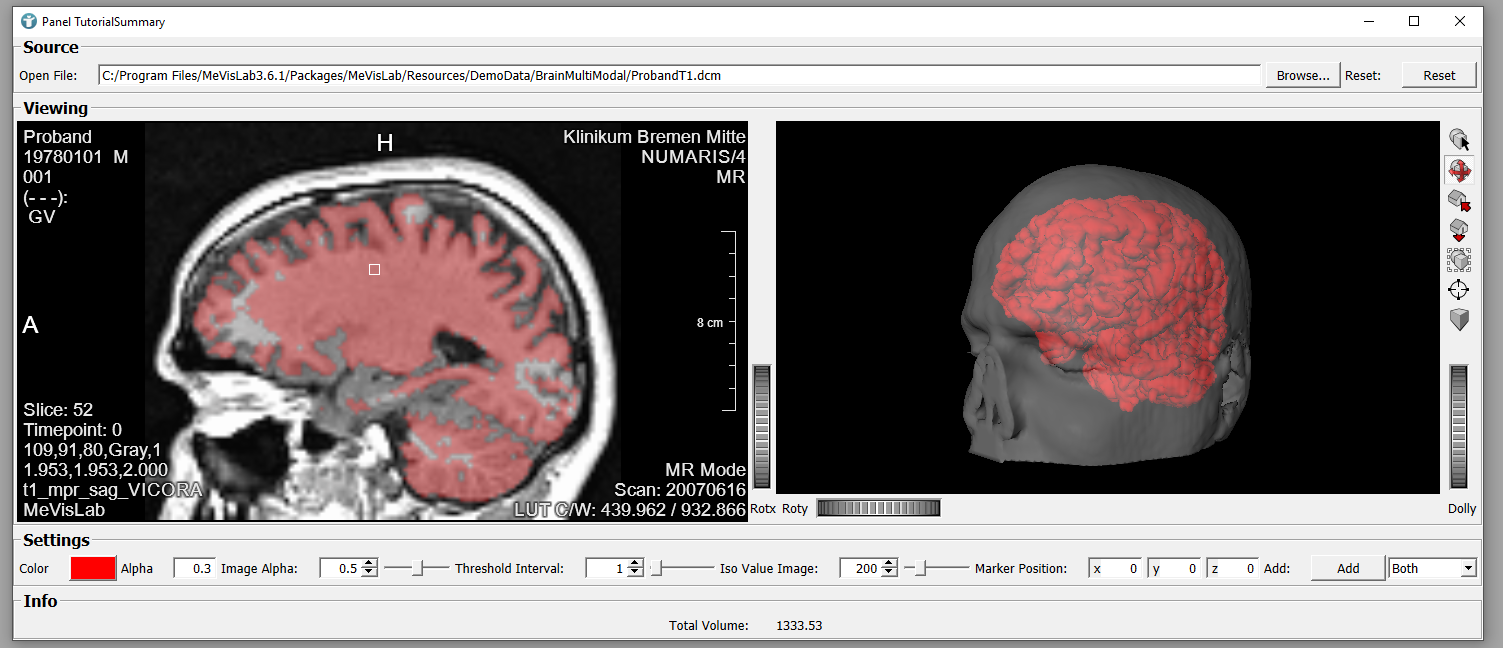 Panel TutorialSummary
Source
Open File: C:/Program Files/MeVisLab3.6.1/Packages/MeVisLab/Resources/DemoData/BrainMultiModal/ProbandT1.dcm Browse... Reset: Reset
Viewing
Proband
19780101 M
001
(---):
GV
H
Klinikum Bremen Mitte
NUMARIS/4
MR
A
8 cm
Slice: 52
Timepoint: 0
109,91,80,Gray,1
1.953,1.953,2.000
t1_mpr_sag_VICORA
MeVisLab
MR Mode
Scan: 20070616
LUT C/W: 439.962 / 932.866
Rotx Roty Dolly
Settings
Color Alpha 0.3 Image Alpha: 0.5 Threshold Interval: 1 Iso Value Image: 200 Marker Position: x 0 y 0 z 0 Add: Add Both
Info
Total Volume: 1333.53